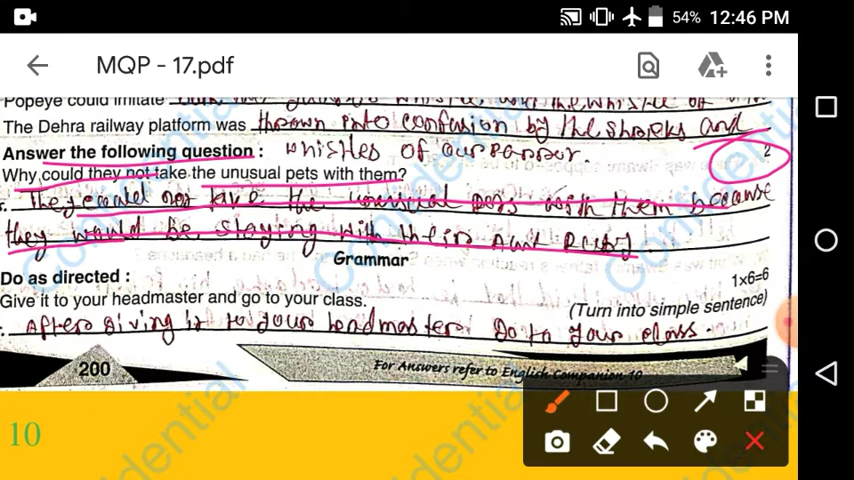 54% 12:46 PM
MQP - 17.pdf
Popeye could imitate
The Dehra railway platform was thrown into confusion by the shrieks and
Answer the following question : whistles of our parrot. 2
Why could they not take the unusual pets with them?
They could not take the unusual pets with them because
they would be staying with their Aunt Ruby
Grammar
Do as directed : 1×6=6
Give it to your headmaster and go to your class. (Turn into simple sentence)
After giving it to your headmaster Go to your class.
200 For Answers refer to English Companion 10
10
Confidential